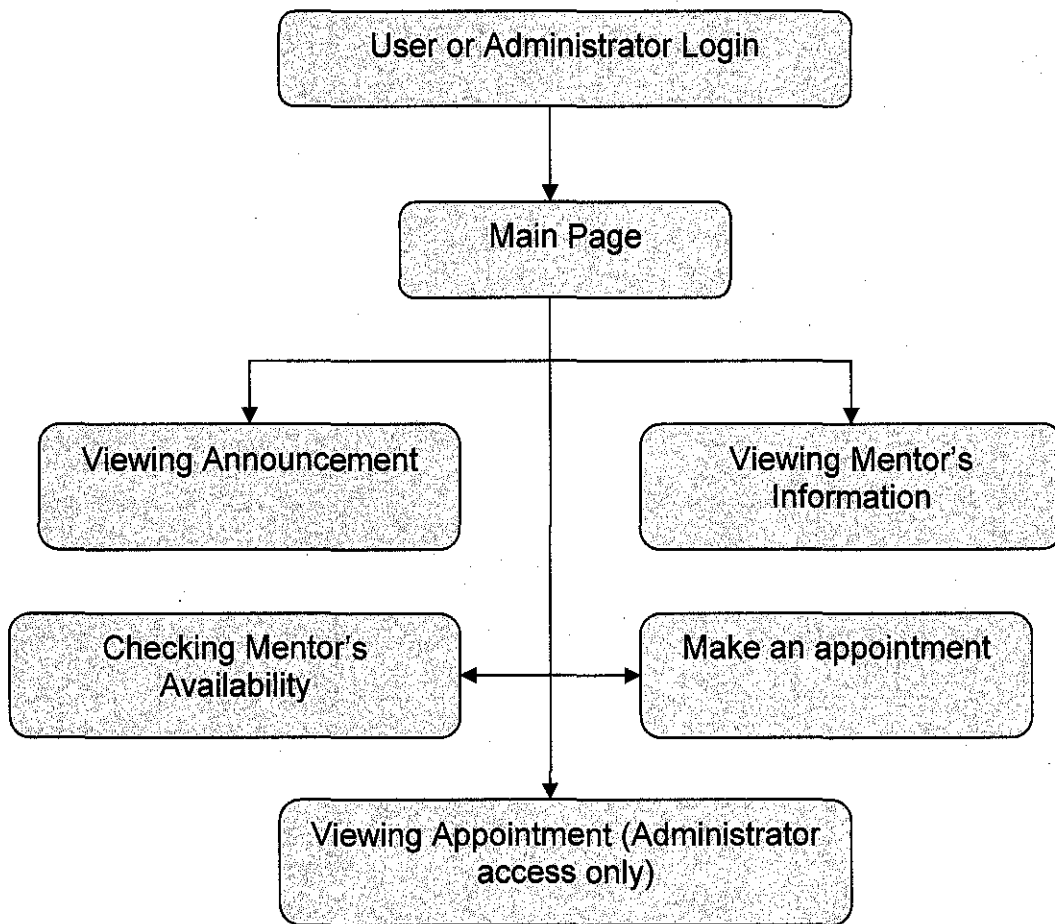 User or Administrator Login
Main Page
Viewing Announcement
Viewing Mentor's
Information
Checking Mentor's
Availability
Make an appointment
Viewing Appointment (Administrator
access only)